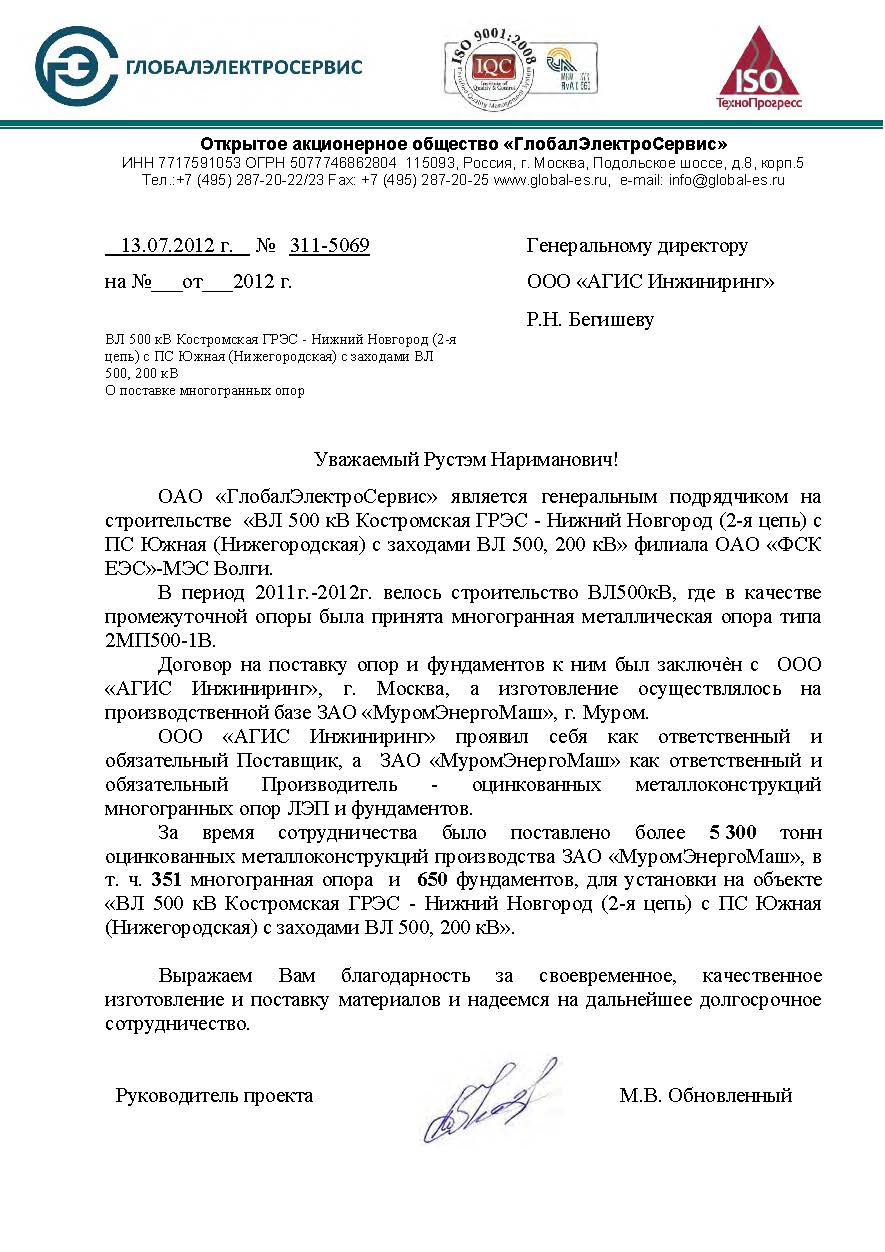 ГЭ ГЛОБАЛЭЛЕКТРОСЕРВИС
ISO 9001:2008
IQC
Institute of
Quality & Control
Certified Quality Management System
RvA C 560
ISO
ТехноПрогресс
Открытое акционерное общество «ГлобалЭлектроСервис»
ИНН 7717591053 ОГРН 5077746862804 115093, Россия, г. Москва, Подольское шоссе, д.8, корп.5
Тел.:+7 (495) 287-20-22/23 Fax: +7 (495) 287-20-25 www.global-es.ru, e-mail: info@global-es.ru
13.07.2012 г. № 311-5069
на №___от___2012 г.
Генеральному директору
ООО «АГИС Инжиниринг»
Р.Н. Бегишеву
ВЛ 500 кВ Костромская ГРЭС - Нижний Новгород (2-я
цепь) с ПС Южная (Нижегородская) с заходами ВЛ
500, 200 кВ
О поставке многогранных опор
Уважаемый Рустэм Нариманович!
ОАО «ГлобалЭлектроСервис» является генеральным подрядчиком на
строительстве «ВЛ 500 кВ Костромская ГРЭС - Нижний Новгород (2-я цепь) с
ПС Южная (Нижегородская) с заходами ВЛ 500, 200 кВ» филиала ОАО «ФСК
ЕЭС»-МЭС Волги.
В период 2011г.-2012г. велось строительство ВЛ500кВ, где в качестве
промежуточной опоры была принята многогранная металлическая опора типа
2МП500-1В.
Договор на поставку опор и фундаментов к ним был заключѐн с ООО
«АГИС Инжиниринг», г. Москва, а изготовление осуществлялось на
производственной базе ЗАО «МуромЭнергоМаш», г. Муром.
ООО «АГИС Инжиниринг» проявил себя как ответственный и
обязательный Поставщик, а ЗАО «МуромЭнергоМаш» как ответственный и
обязательный Производитель - оцинкованных металлоконструкций
многогранных опор ЛЭП и фундаментов.
За время сотрудничества было поставлено более 5 300 тонн
оцинкованных металлоконструкций производства ЗАО «МуромЭнергоМаш», в
т. ч. 351 многогранная опора и 650 фундаментов, для установки на объекте
«ВЛ 500 кВ Костромская ГРЭС - Нижний Новгород (2-я цепь) с ПС Южная
(Нижегородская) с заходами ВЛ 500, 200 кВ».
Выражаем Вам благодарность за своевременное, качественное
изготовление и поставку материалов и надеемся на дальнейшее долгосрочное
сотрудничество.
Руководитель проекта
М.В. Обновленный